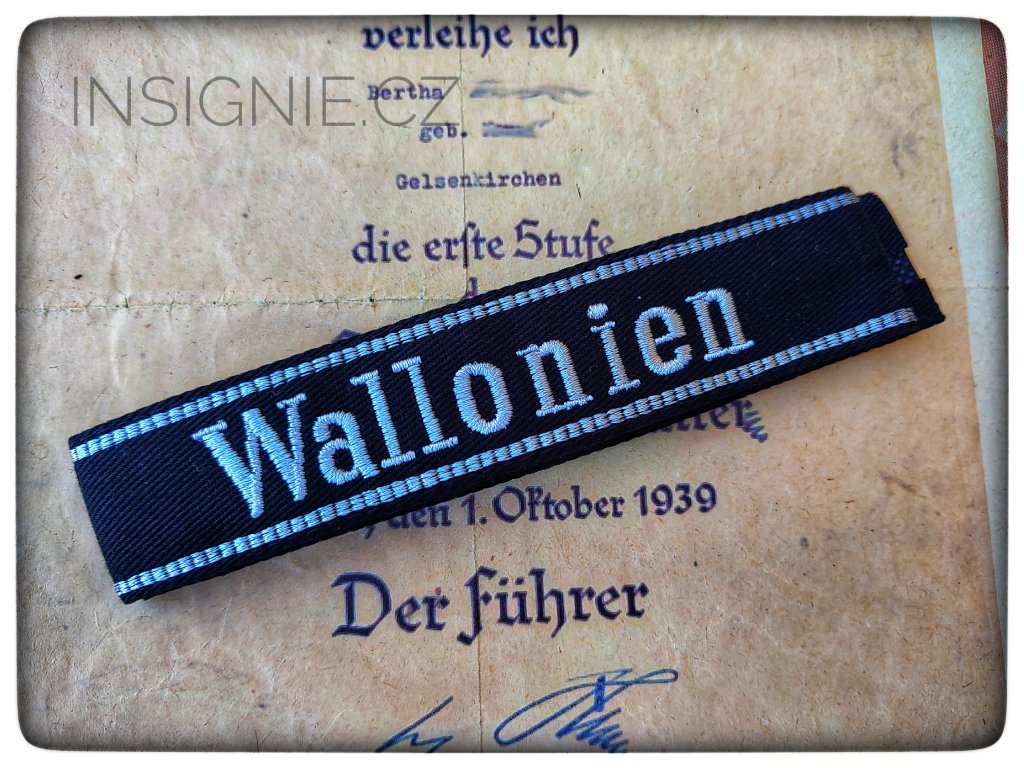 verleihe ich
INSIGNIE.CZ
Bertha
geb.
Gelsenkirchen
die erste Stufe
Wallonien
den 1. Oktober 1939
Der Führer